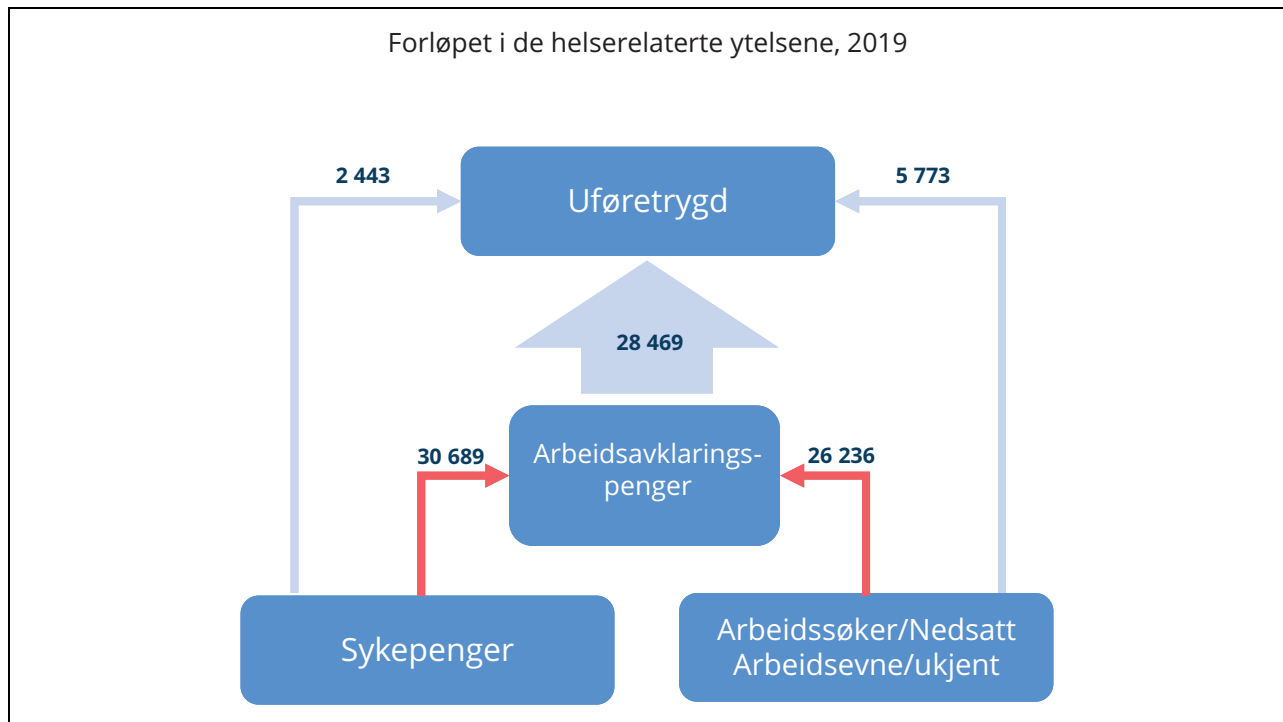 Forløpet i de helserelaterte ytelsene, 2019
2 443
Uføretrygd
5 773
28 469
30 689
Arbeidsavklarings-
penger
26 236
Sykepenger
Arbeidssøker/Nedsatt
Arbeidsevne/ukjent